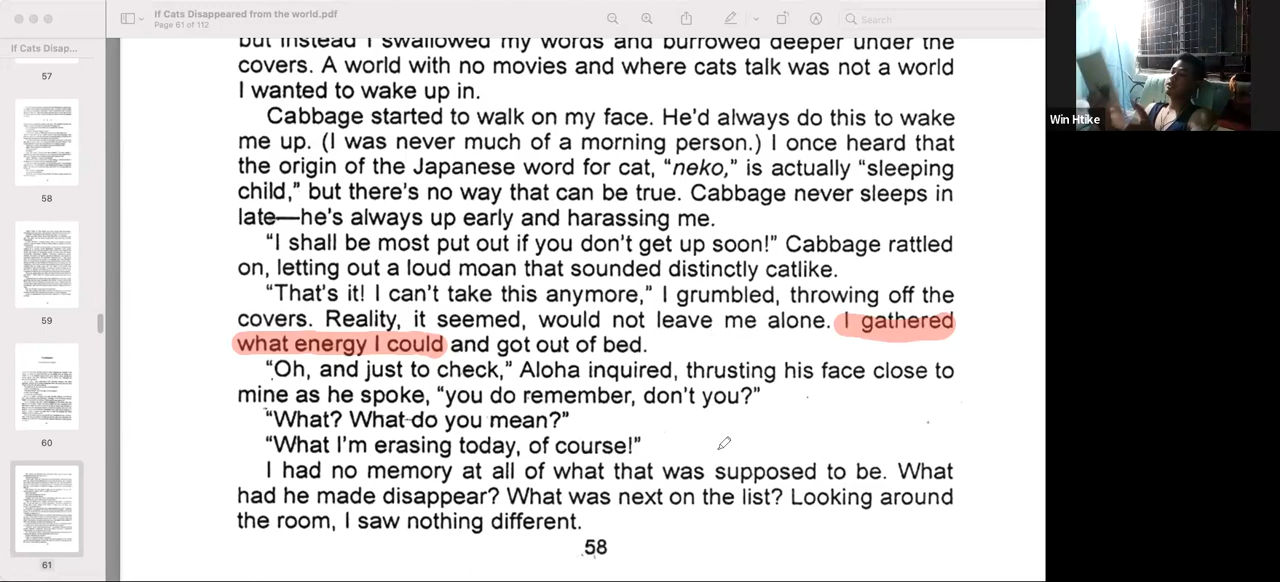 If Cats Disappeared from the world.pdf
Page 61 of 112
Search
If Cats Disap...
57
58
59
60
61
but instead I swallowed my words and burrowed deeper under the
covers. A world with no movies and where cats talk was not a world
I wanted to wake up in.
Cabbage started to walk on my face. He'd always do this to wake
me up. (I was never much of a morning person.) I once heard that
the origin of the Japanese word for cat, “neko,” is actually “sleeping
child,” but there's no way that can be true. Cabbage never sleeps in
late—he's always up early and harassing me.
“I shall be most put out if you don't get up soon!” Cabbage rattled
on, letting out a loud moan that sounded distinctly catlike.
“That's it! I can't take this anymore,” I grumbled, throwing off the
covers. Reality, it seemed, would not leave me alone. I gathered
what energy I could and got out of bed.
“Oh, and just to check,” Aloha inquired, thrusting his face close to
mine as he spoke, “you do remember, don't you?”
“What? What do you mean?”
“What I'm erasing today, of course!”
I had no memory at all of what that was supposed to be. What
had he made disappear? What was next on the list? Looking around
the room, I saw nothing different.
58
Win Htike